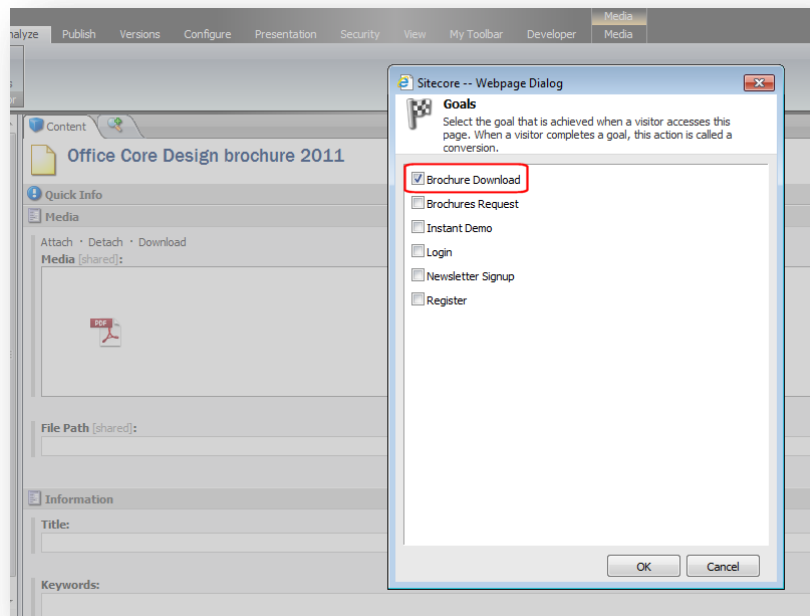 Media
nalyze Publish Versions Configure Presentation Security View My Toolbar Developer Media
Sitecore -- Webpage Dialog
Goals
Select the goal that is achieved when a visitor accesses this
page. When a visitor completes a goal, this action is called a
conversion.
Content
Office Core Design brochure 2011
Quick Info
Media
Attach · Detach · Download
Media [shared]:
PDF
File Path [shared]:
Information
Title:
Keywords:
Brochure Download
Brochures Request
Instant Demo
Login
Newsletter Signup
Register
OK Cancel